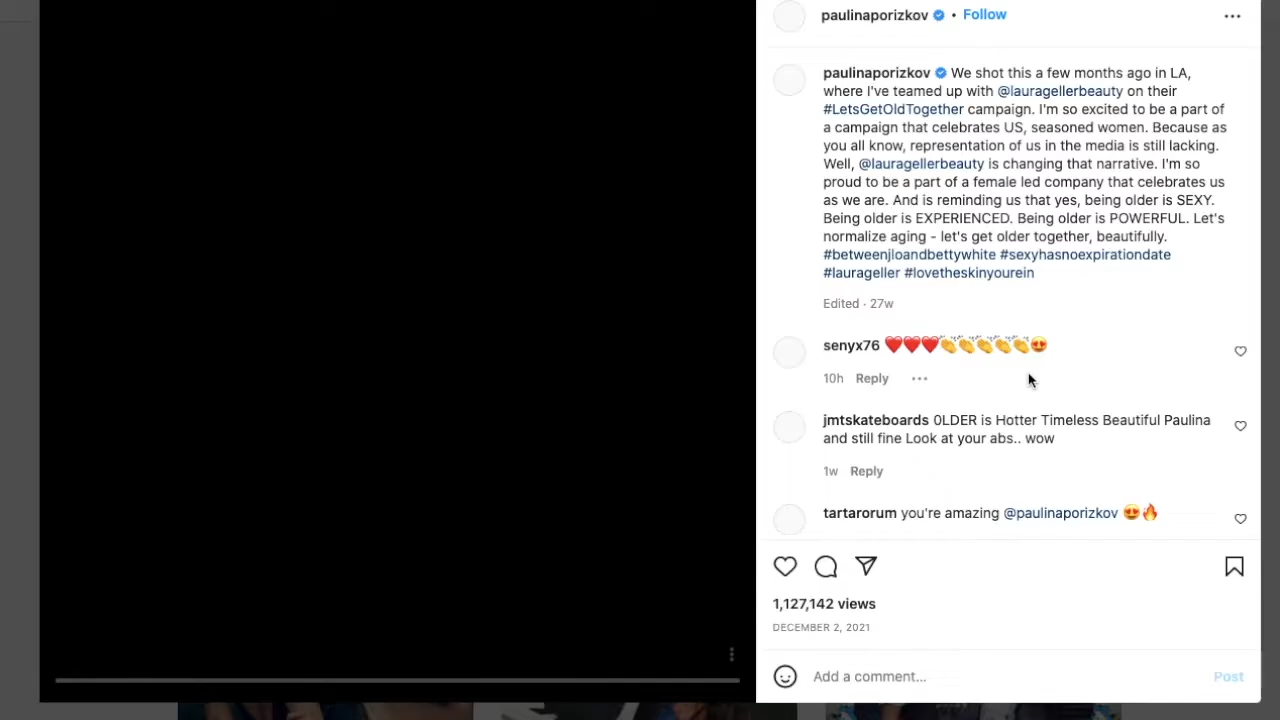 paulinaporizkov • Follow
paulinaporizkov We shot this a few months ago in LA,
where I've teamed up with @lauragellerbeauty on their
#LetsGetOldTogether campaign. I'm so excited to be a part of
a campaign that celebrates US, seasoned women. Because as
you all know, representation of us in the media is still lacking.
Well, @lauragellerbeauty is changing that narrative. I'm so
proud to be a part of a female led company that celebrates us
as we are. And is reminding us that yes, being older is SEXY.
Being older is EXPERIENCED. Being older is POWERFUL. Let's
normalize aging - let's get older together, beautifully.
#betweenjloandbettywhite #sexyhasnoexpirationdate
#laurageller #lovetheskinyourein
Edited · 27w
senyx76 ❤️❤️❤️👏👏👏👏👏😍
10h Reply
jmtskateboards 0LDER is Hotter Timeless Beautiful Paulina
and still fine Look at your abs.. wow
1w Reply
tartarorum you're amazing @paulinaporizkov 😍🔥
1,127,142 views
DECEMBER 2, 2021
Add a comment... Post